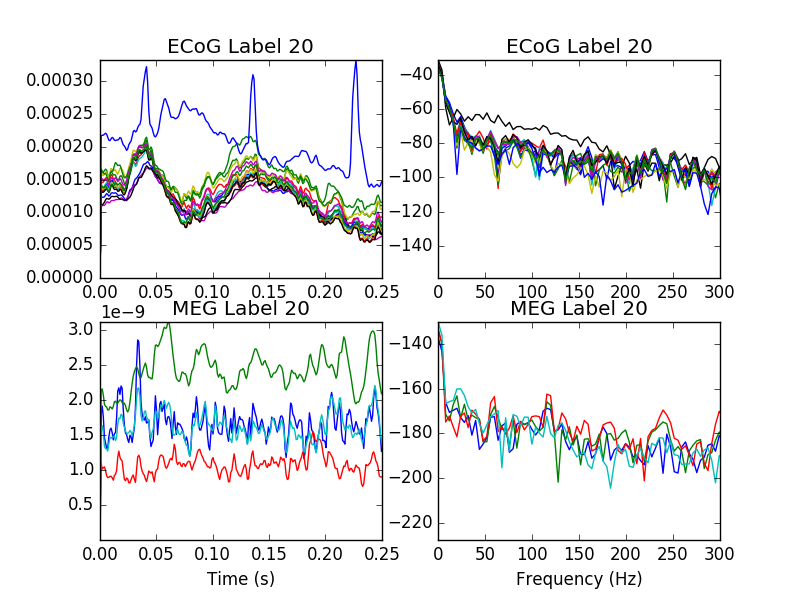 ECoG Label 20
ECoG Label 20
0.00030
0.00025
0.00020
0.00015
0.00010
0.00005
0.00000
0.00 0.05 0.10 0.15 0.20 0.25
−40
−60
−80
−100
−120
−140
0 50 100 150 200 250 300
MEG Label 20
MEG Label 20
1e−9
3.0
2.5
2.0
1.5
1.0
0.5
0.00 0.05 0.10 0.15 0.20 0.25
Time (s)
−140
−160
−180
−200
−220
0 50 100 150 200 250 300
Frequency (Hz)